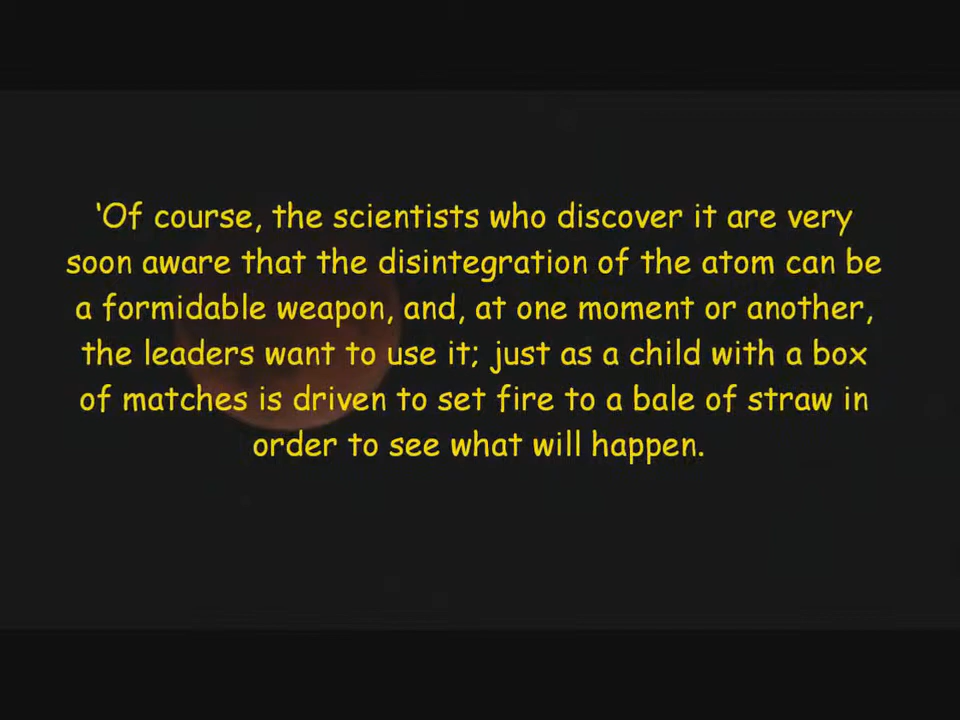 ‘Of course, the scientists who discover it are very
soon aware that the disintegration of the atom can be
a formidable weapon, and, at one moment or another,
the leaders want to use it; just as a child with a box
of matches is driven to set fire to a bale of straw in
order to see what will happen.